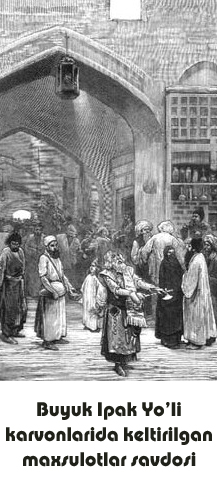 Buyuk Ipak Yo'li
karvonlarida keltirilgan
maxsulotlar savdosi